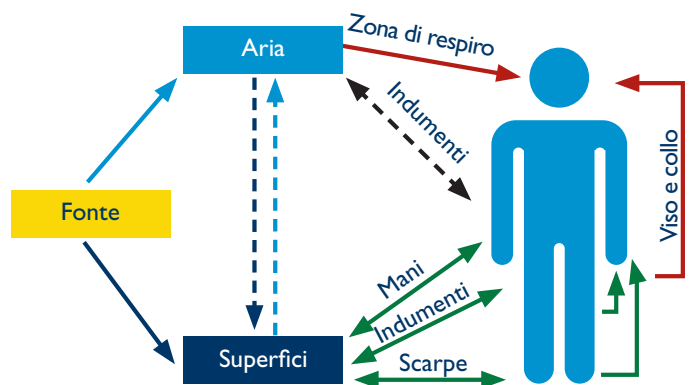 Aria
Zona di respiro
Indumenti
Fonte
Viso e collo
Mani
Indumenti
Superfici
Scarpe